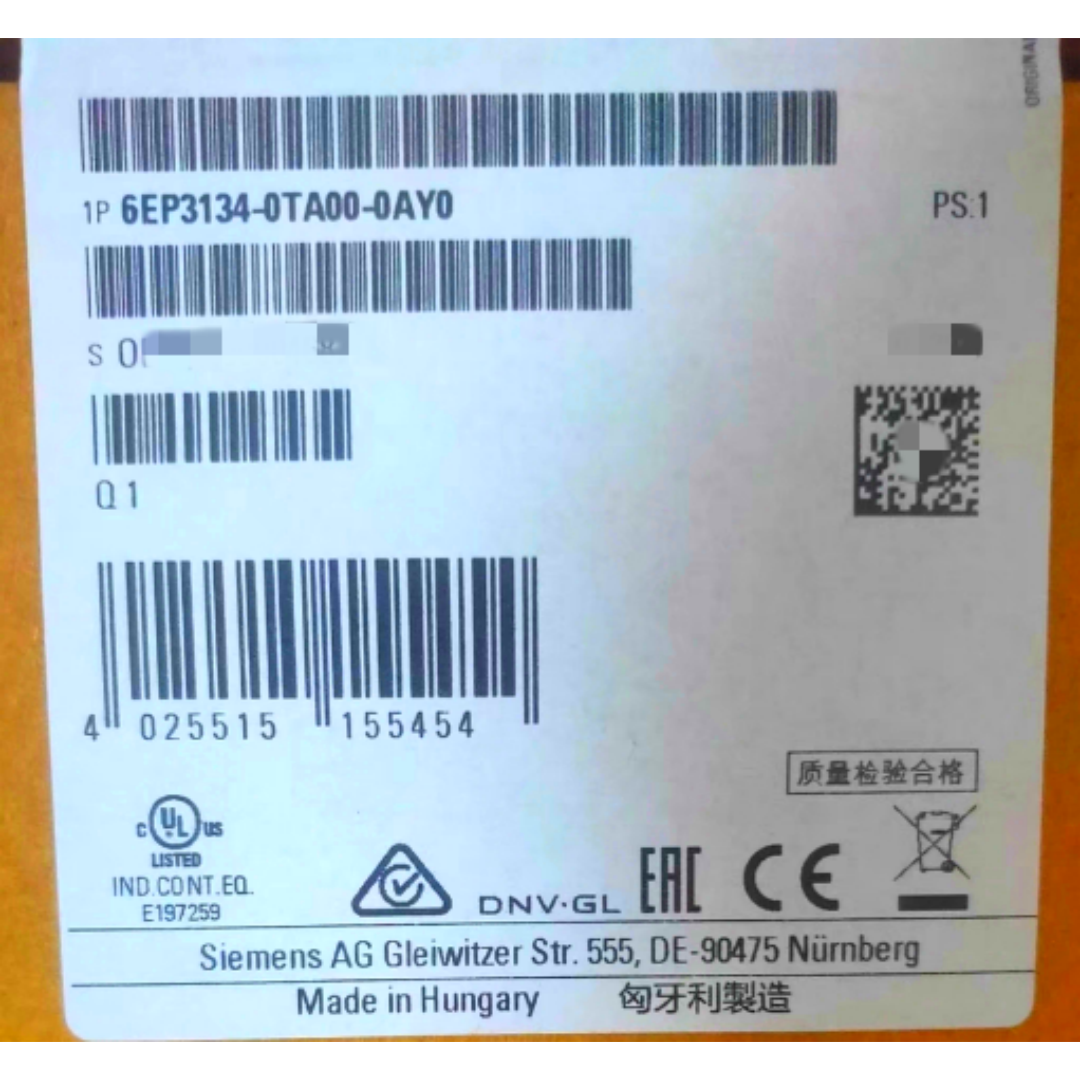 ORIGINAL
1P 6EP3134-0TA00-0AY0
PS:1
S
Q 1
4 025515 155454
质量检验合格
C UL US
LISTED
IND.CONT.EQ.
E197259
DNV·GL
EAC
CE
Siemens AG Gleiwitzer Str. 555, DE-90475 Nürnberg
Made in Hungary 匈牙利製造